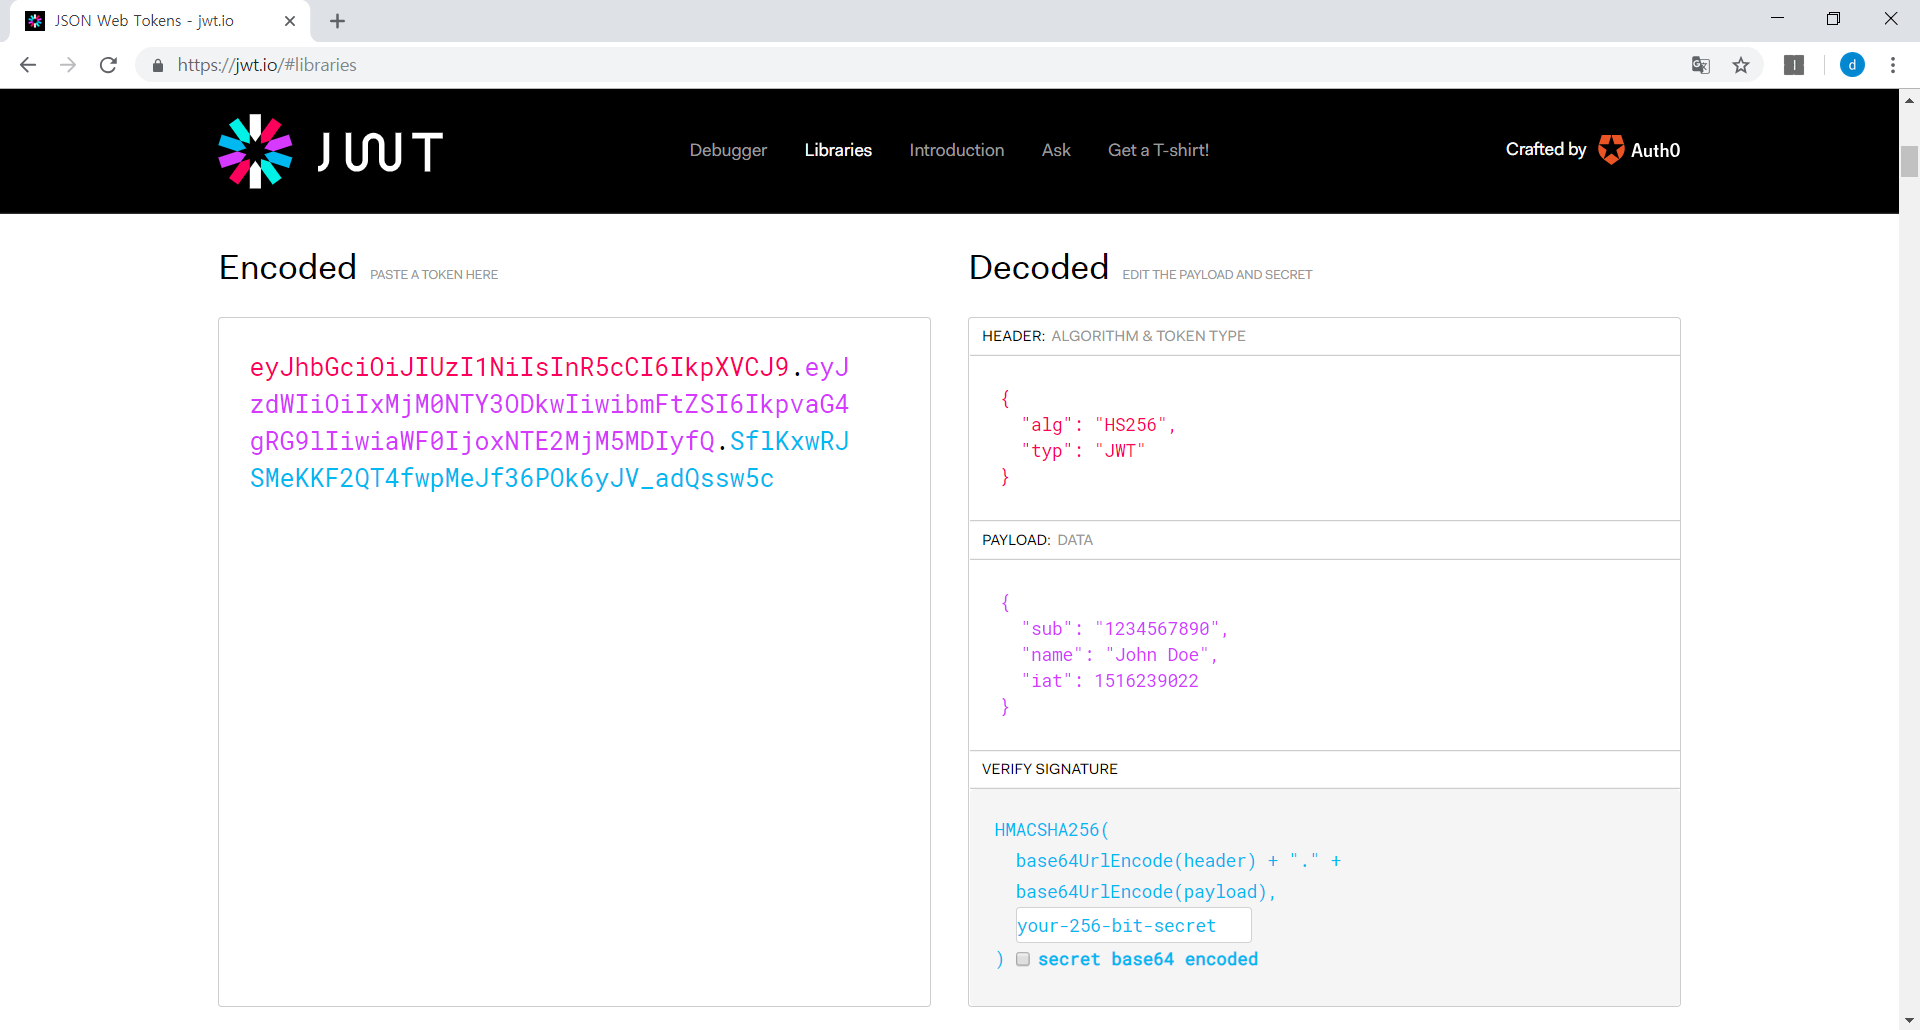 JSON Web Tokens - jwt.io
https://jwt.io/#libraries
d
JWT
Debugger
Libraries
Introduction
Ask
Get a T-shirt!
Crafted by Auth0
Encoded PASTE A TOKEN HERE
eyJhbGciOiJIUzI1NiIsInR5cCI6IkpXVCJ9.eyJ
zdWIiOiIxMjM0NTY3ODkwIiwibmFtZSI6IkpvaG4
gRG9lIiwiaWF0IjoxNTE2MjM5MDIyfQ.SflKxwRJ
SMeKKF2QT4fwpMeJf36POk6yJV_adQssw5c
Decoded EDIT THE PAYLOAD AND SECRET
HEADER: ALGORITHM & TOKEN TYPE
{
"alg": "HS256",
"typ": "JWT"
}
PAYLOAD: DATA
{
"sub": "1234567890",
"name": "John Doe",
"iat": 1516239022
}
VERIFY SIGNATURE
HMACSHA256(
base64UrlEncode(header) + "." +
base64UrlEncode(payload),
your-256-bit-secret
) secret base64 encoded